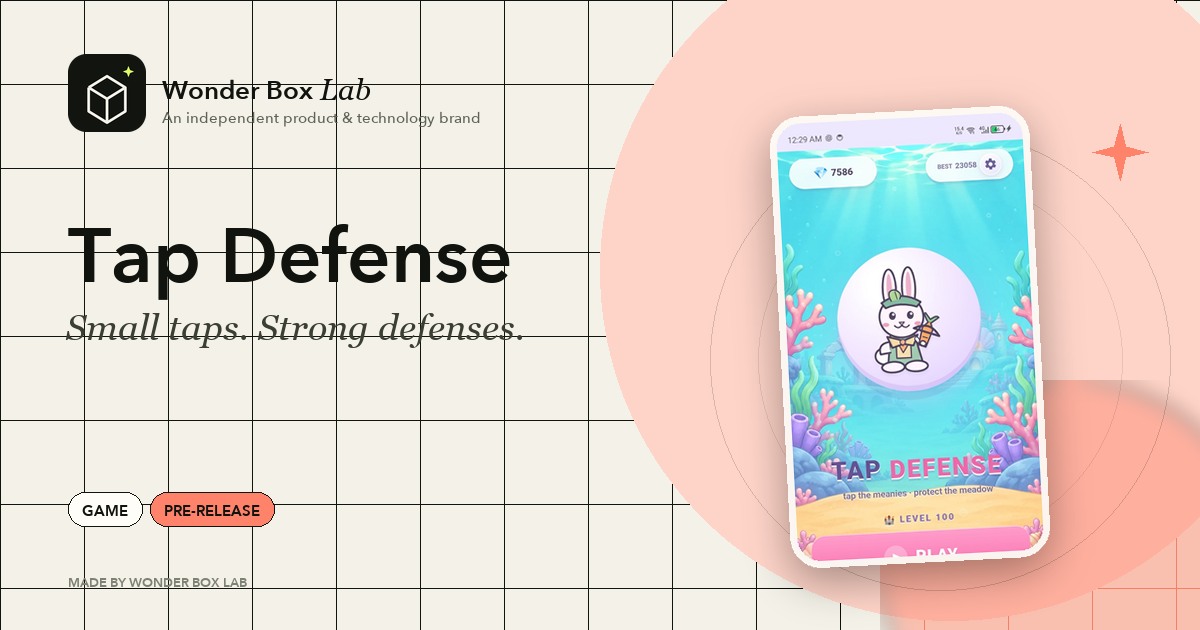 Wonder Box Lab
An independent product & technology brand
Tap Defense
Small taps. Strong defenses.
GAME
PRE-RELEASE
MADE BY WONDER BOX LAB
12:29 AM
7586
BEST 23058
TAP DEFENSE
tap the meanies · protect the meadow
LEVEL 100
PLAY